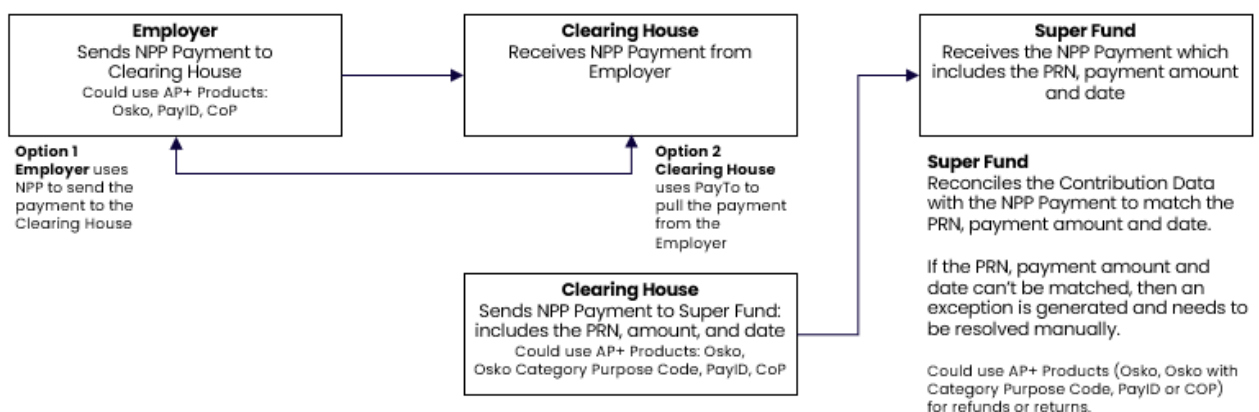 Employer
Sends NPP Payment to
Clearing House
Could use AP+ Products:
Osko, PayID, CoP
Clearing House
Receives NPP Payment from
Employer
Super Fund
Receives the NPP Payment which
includes the PRN, payment amount
and date
Option 1
Employer uses
NPP to send the
payment to the
Clearing House
Option 2
Clearing House
uses PayTo to
pull the payment
from the
Employer
Clearing House
Sends NPP Payment to Super Fund:
includes the PRN, amount, and date
Could use AP+ Products: Osko,
Osko Category Purpose Code, PayID, CoP
Super Fund
Reconciles the Contribution Data
with the NPP Payment to match the
PRN, payment amount and date.
If the PRN, payment amount and
date can't be matched, then an
exception is generated and needs to
be resolved manually.
Could use AP+ Products (Osko, Osko with
Category Purpose Code, PayID or COP)
for refunds or returns.